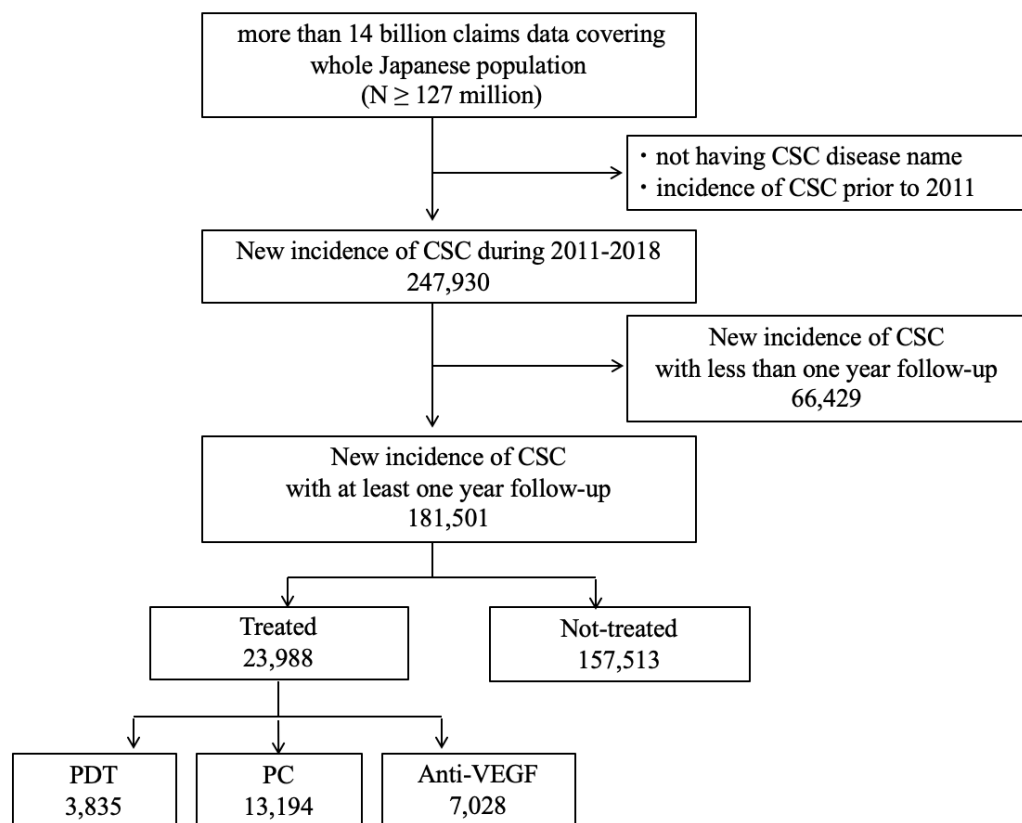 more than 14 billion claims data covering
whole Japanese population
(N ≥ 127 million)
・not having CSC disease name
・incidence of CSC prior to 2011
New incidence of CSC during 2011-2018
247,930
New incidence of CSC
with less than one year follow-up
66,429
New incidence of CSC
with at least one year follow-up
181,501
Treated
23,988
Not-treated
157,513
PDT
3,835
PC
13,194
Anti-VEGF
7,028